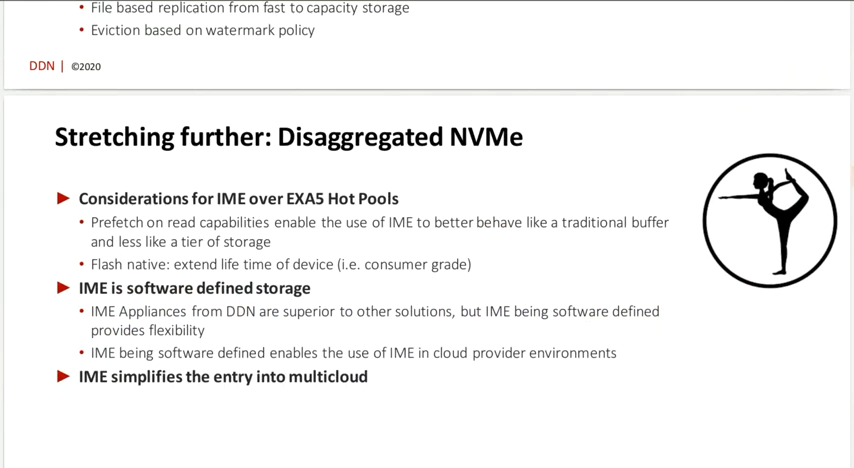 • File based replication from fast to capacity storage
• Eviction based on watermark policy
DDN | ©2020
Stretching further: Disaggregated NVMe
► Considerations for IME over EXA5 Hot Pools
• Prefetch on read capabilities enable the use of IME to better behave like a traditional buffer
and less like a tier of storage
• Flash native: extend life time of device (i.e. consumer grade)
► IME is software defined storage
• IME Appliances from DDN are superior to other solutions, but IME being software defined
provides flexibility
• IME being software defined enables the use of IME in cloud provider environments
► IME simplifies the entry into multicloud